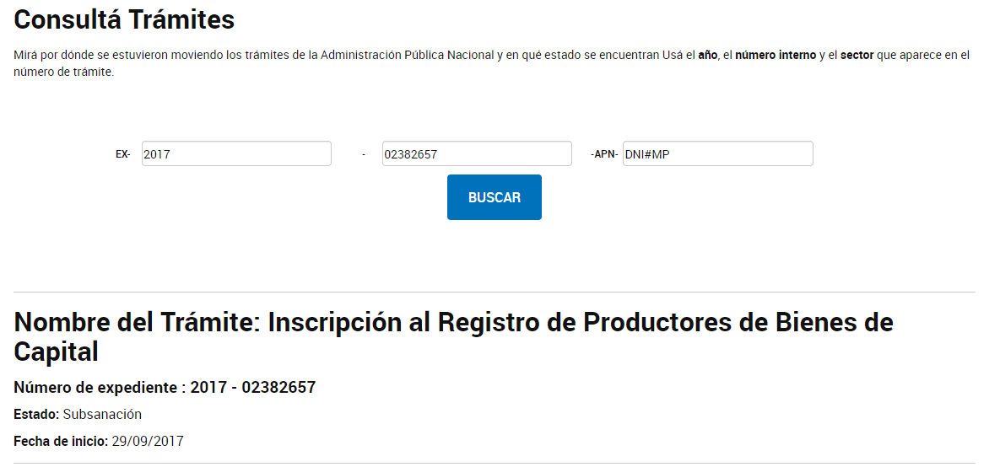 Consultá Trámites
Mirá por dónde se estuvieron moviendo los trámites de la Administración Pública Nacional y en qué estado se encuentran Usá el año, el número interno y el sector que aparece en el
número de trámite.
EX- 2017 - 02382657 -APN- DNI#MP
BUSCAR
Nombre del Trámite: Inscripción al Registro de Productores de Bienes de
Capital
Número de expediente : 2017 - 02382657
Estado: Subsanación
Fecha de inicio: 29/09/2017